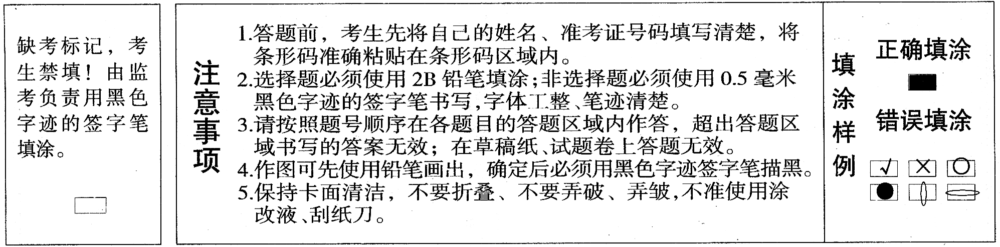 缺考标记，考
生禁填！由监
考负责用黑色
字迹的签字笔
填涂。
注意事项
1.答题前，考生先将自己的姓名、准考证号码填写清楚，将
条形码准确粘贴在条形码区域内。
2.选择题必须使用 2B 铅笔填涂;非选择题必须使用 0.5 毫米
黑色字迹的签字笔书写,字体工整、笔迹清楚。
3.请按照题号顺序在各题目的答题区域内作答，超出答题区
域书写的答案无效；在草稿纸、试题卷上答题无效。
4.作图可先使用铅笔画出，确定后必须用黑色字迹签字笔描黑。
5.保持卡面清洁，不要折叠、不要弄破、弄皱,不准使用涂
改液、刮纸刀。
填涂样例
正确填涂
错误填涂